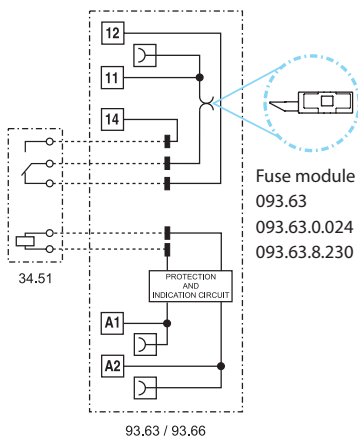 12
11
14
Fuse module
093.63
093.63.0.024
093.63.8.230
34.51
PROTECTION
AND
INDICATION CIRCUIT
A1
A2
93.63 / 93.66